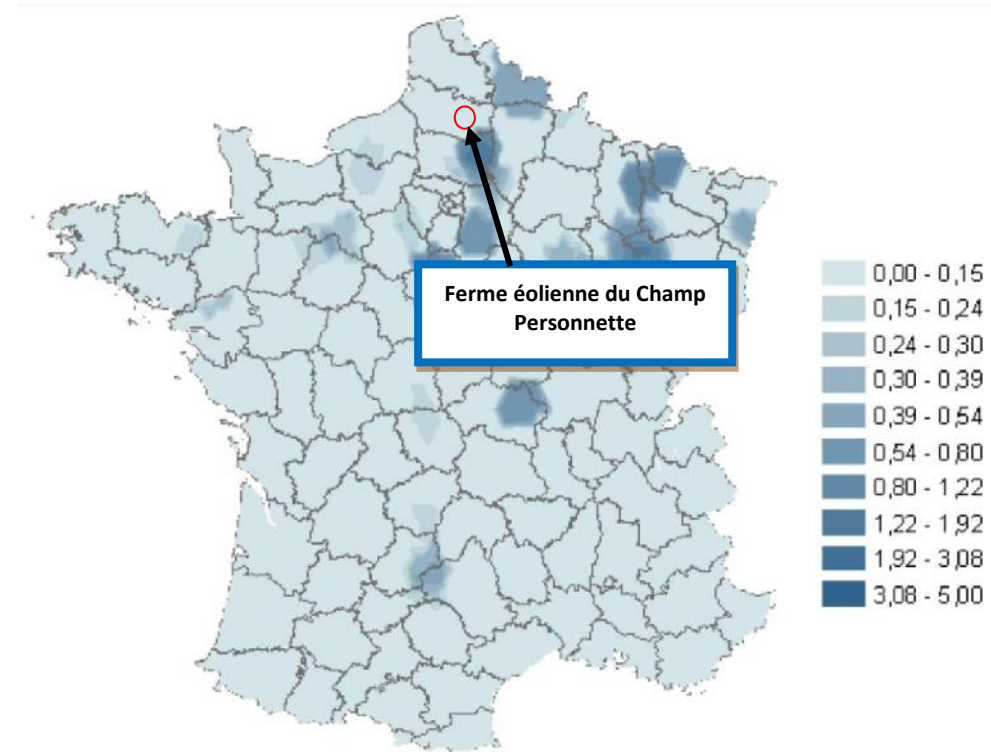 Ferme éolienne du Champ
Personnette
0,00 - 0,15
0,15 - 0,24
0,24 - 0,30
0,30 - 0,39
0,39 - 0,54
0,54 - 0,80
0,80 - 1,22
1,22 - 1,92
1,92 - 3,08
3,08 - 5,00